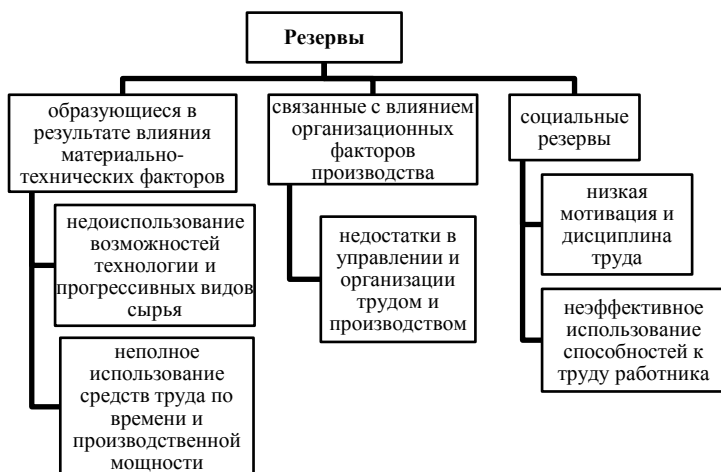 Резервы
образующиеся в
результате влияния
материально-
технических факторов
недоиспользование
возможностей
технологии и
прогрессивных видов
сырья
неполное
использование
средств труда по
времени и
производственной
мощности
связанные с влиянием
организационных
факторов
производства
недостатки в
управлении и
организации
трудом и
производством
социальные
резервы
низкая
мотивация и
дисциплина
труда
неэффективное
использование
способностей к
труду работника